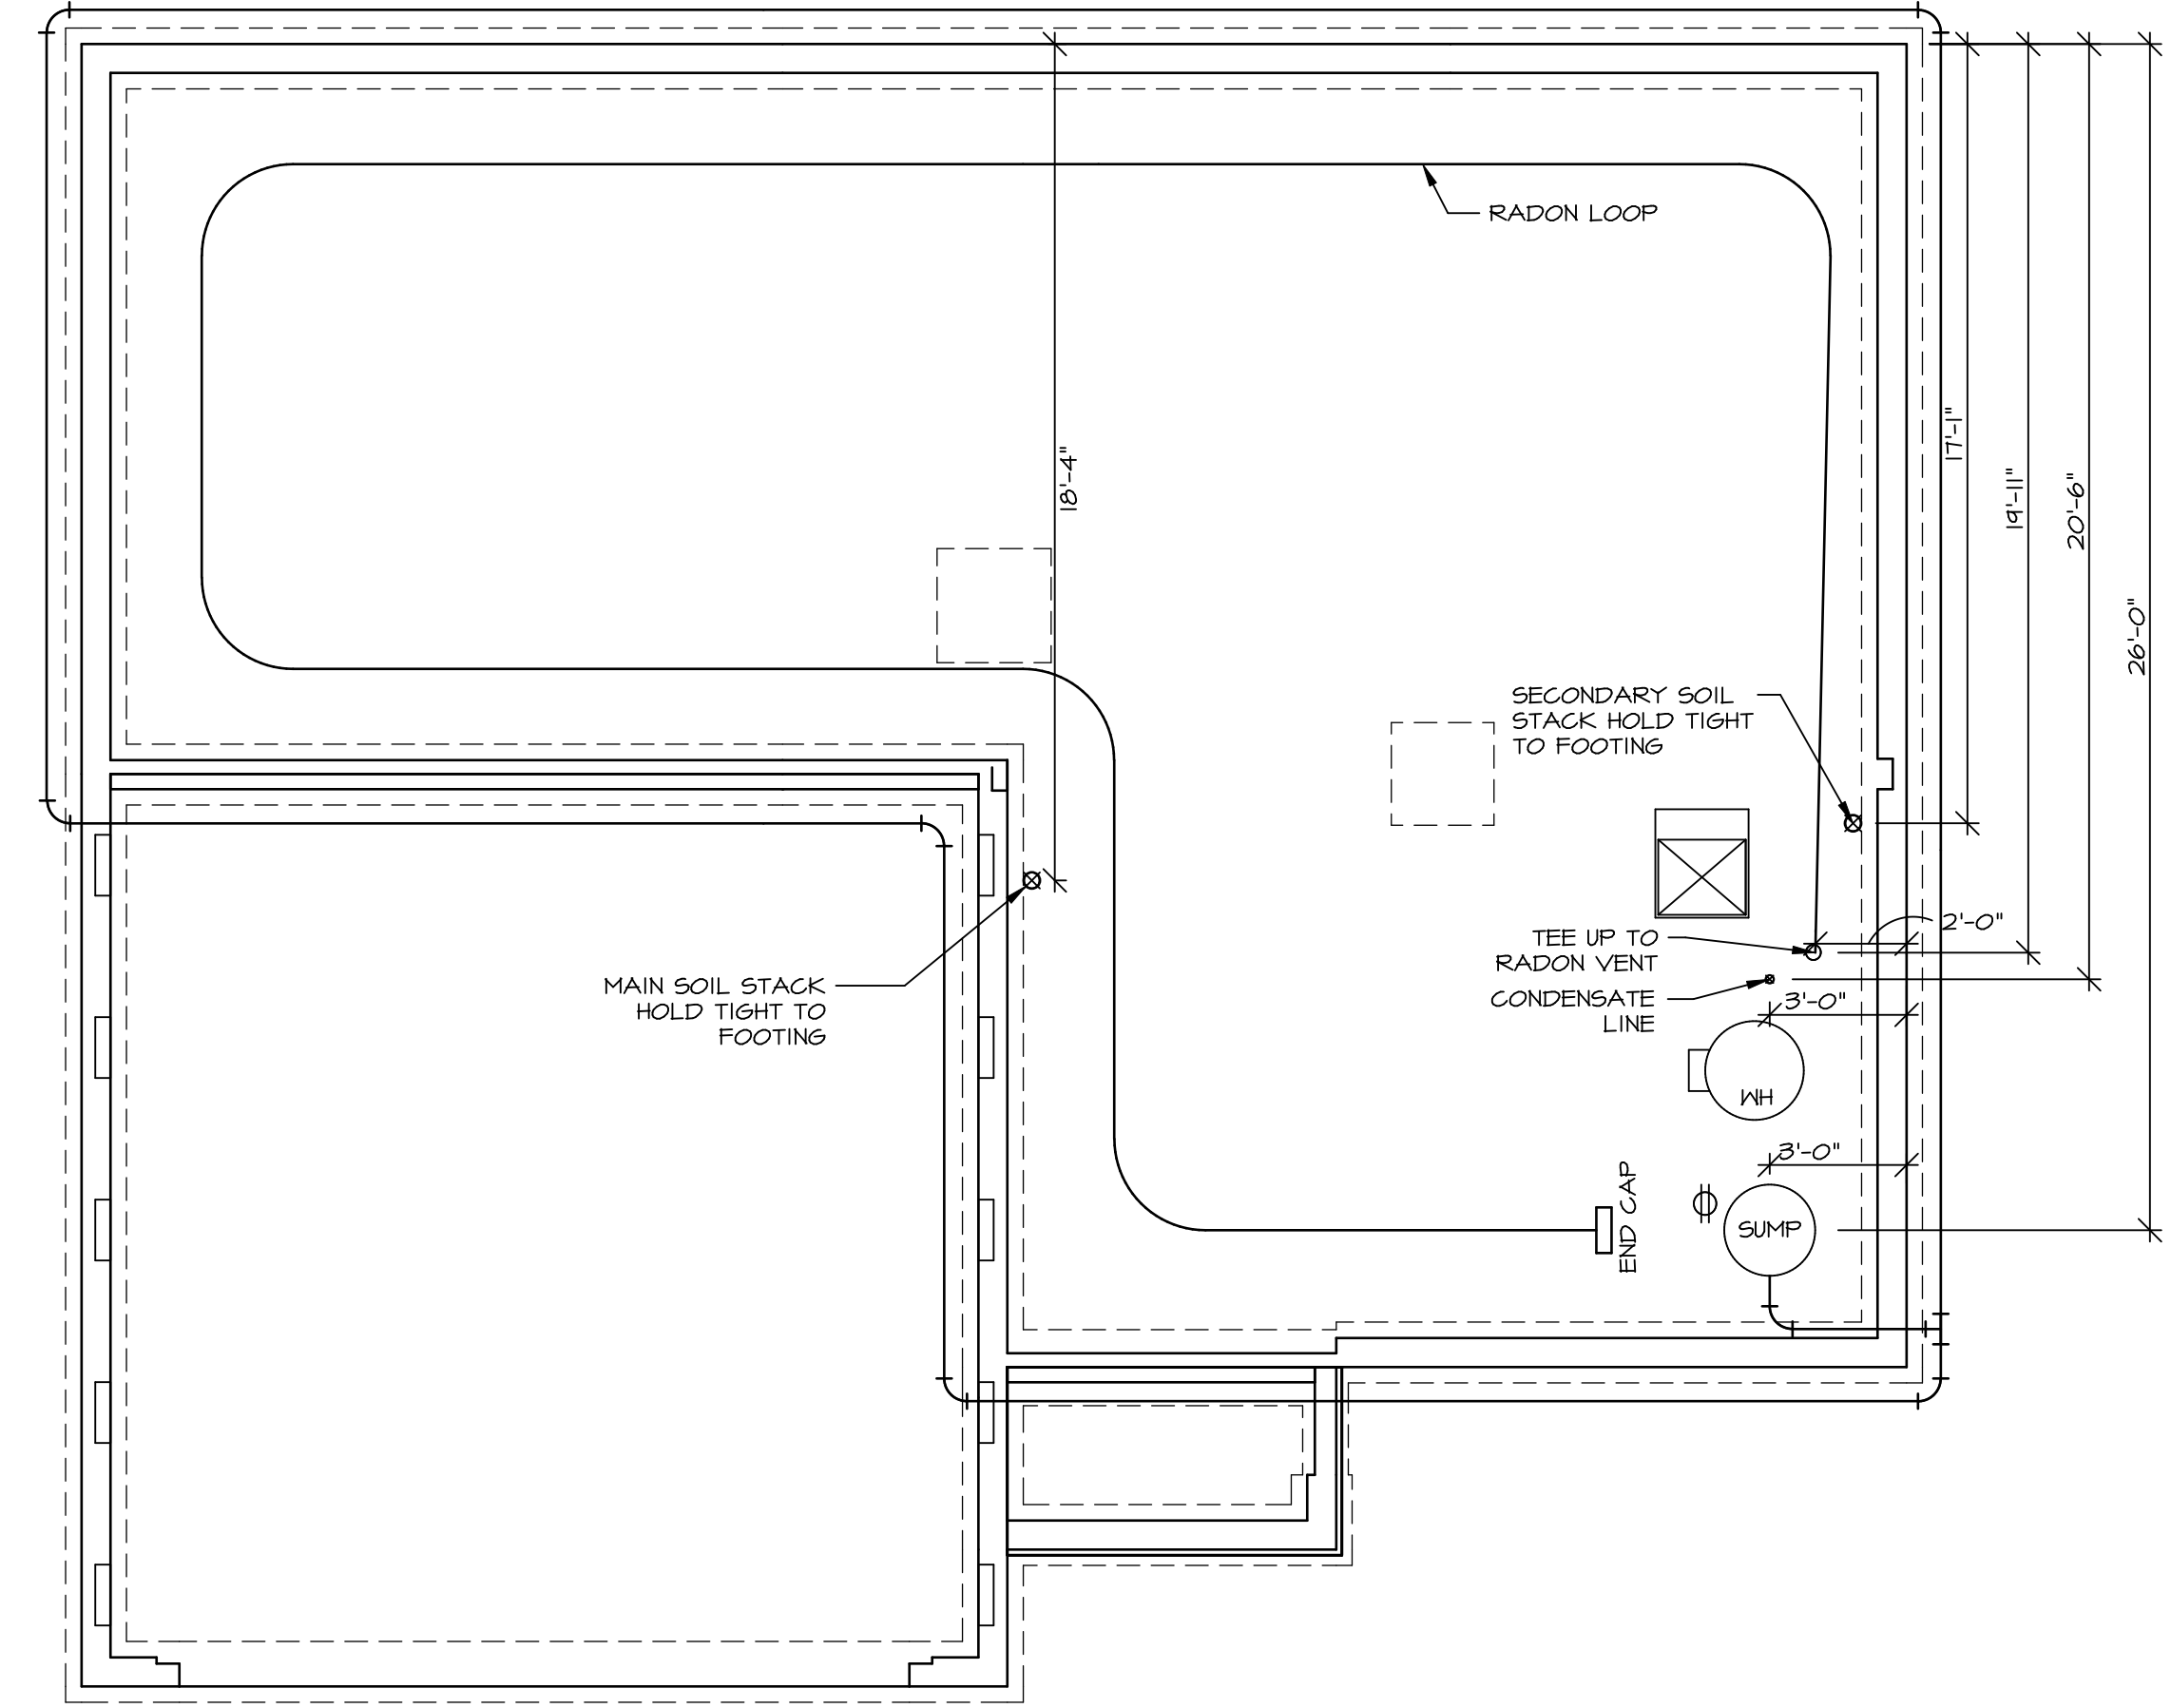 RADON LOOP
17'-1"
18'-4"
19'-11"
20'-6"
26'-0"
SECONDARY SOIL
STACK HOLD TIGHT
TO FOOTING
2'-0"
TEE UP TO
RADON VENT
MAIN SOIL STACK
HOLD TIGHT TO
FOOTING
CONDENSATE
LINE
3'-0"
WH
3'-0"
END CAP
SUMP